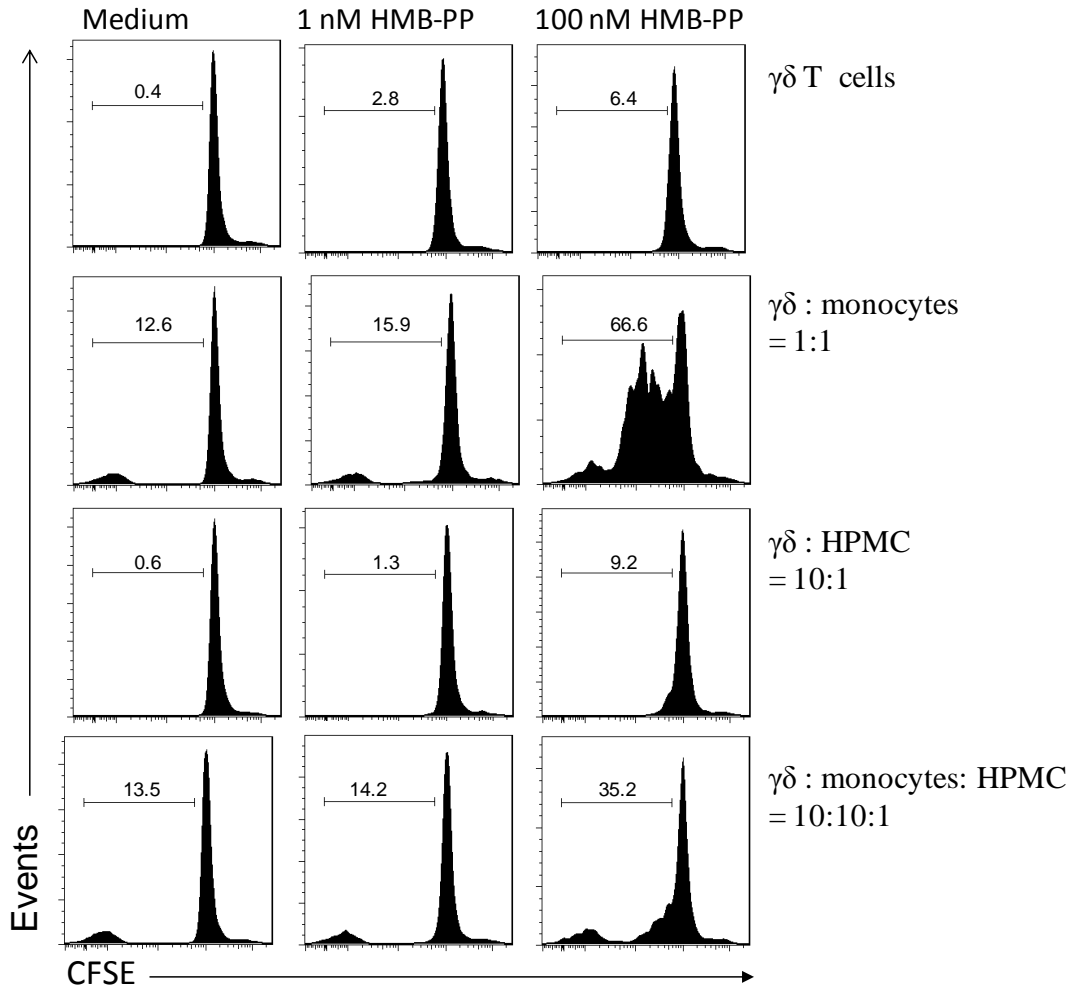 Medium 1 nM HMB-PP 100 nM HMB-PP
0.4 2.8 6.4
γδ T cells
12.6 15.9 66.6
γδ : monocytes
= 1:1
0.6 1.3 9.2
γδ : HPMC
= 10:1
13.5 14.2 35.2
γδ : monocytes: HPMC
= 10:10:1
Events
CFSE